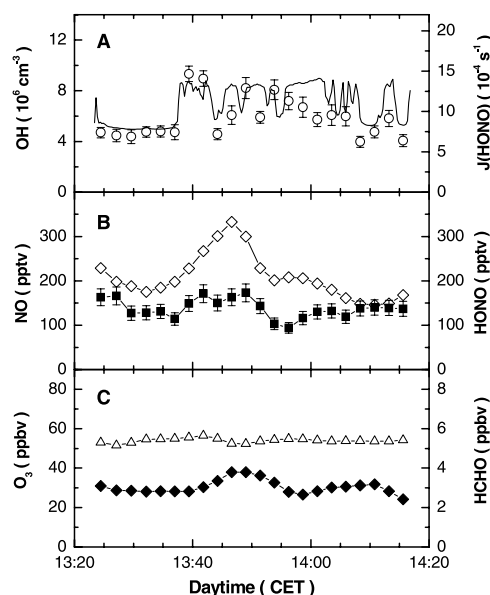 A
12
8
4
0
OH ( 10⁶ cm⁻³ )
20
15
10
5
0
J(HONO) ( 10⁻⁴ s⁻¹ )
B
300
200
100
0
NO ( pptv )
300
200
100
0
HONO ( pptv )
C
80
60
40
20
0
O₃ ( ppbv )
8
6
4
2
0
HCHO ( ppbv )
13:20 13:40 14:00 14:20
Daytime ( CET )